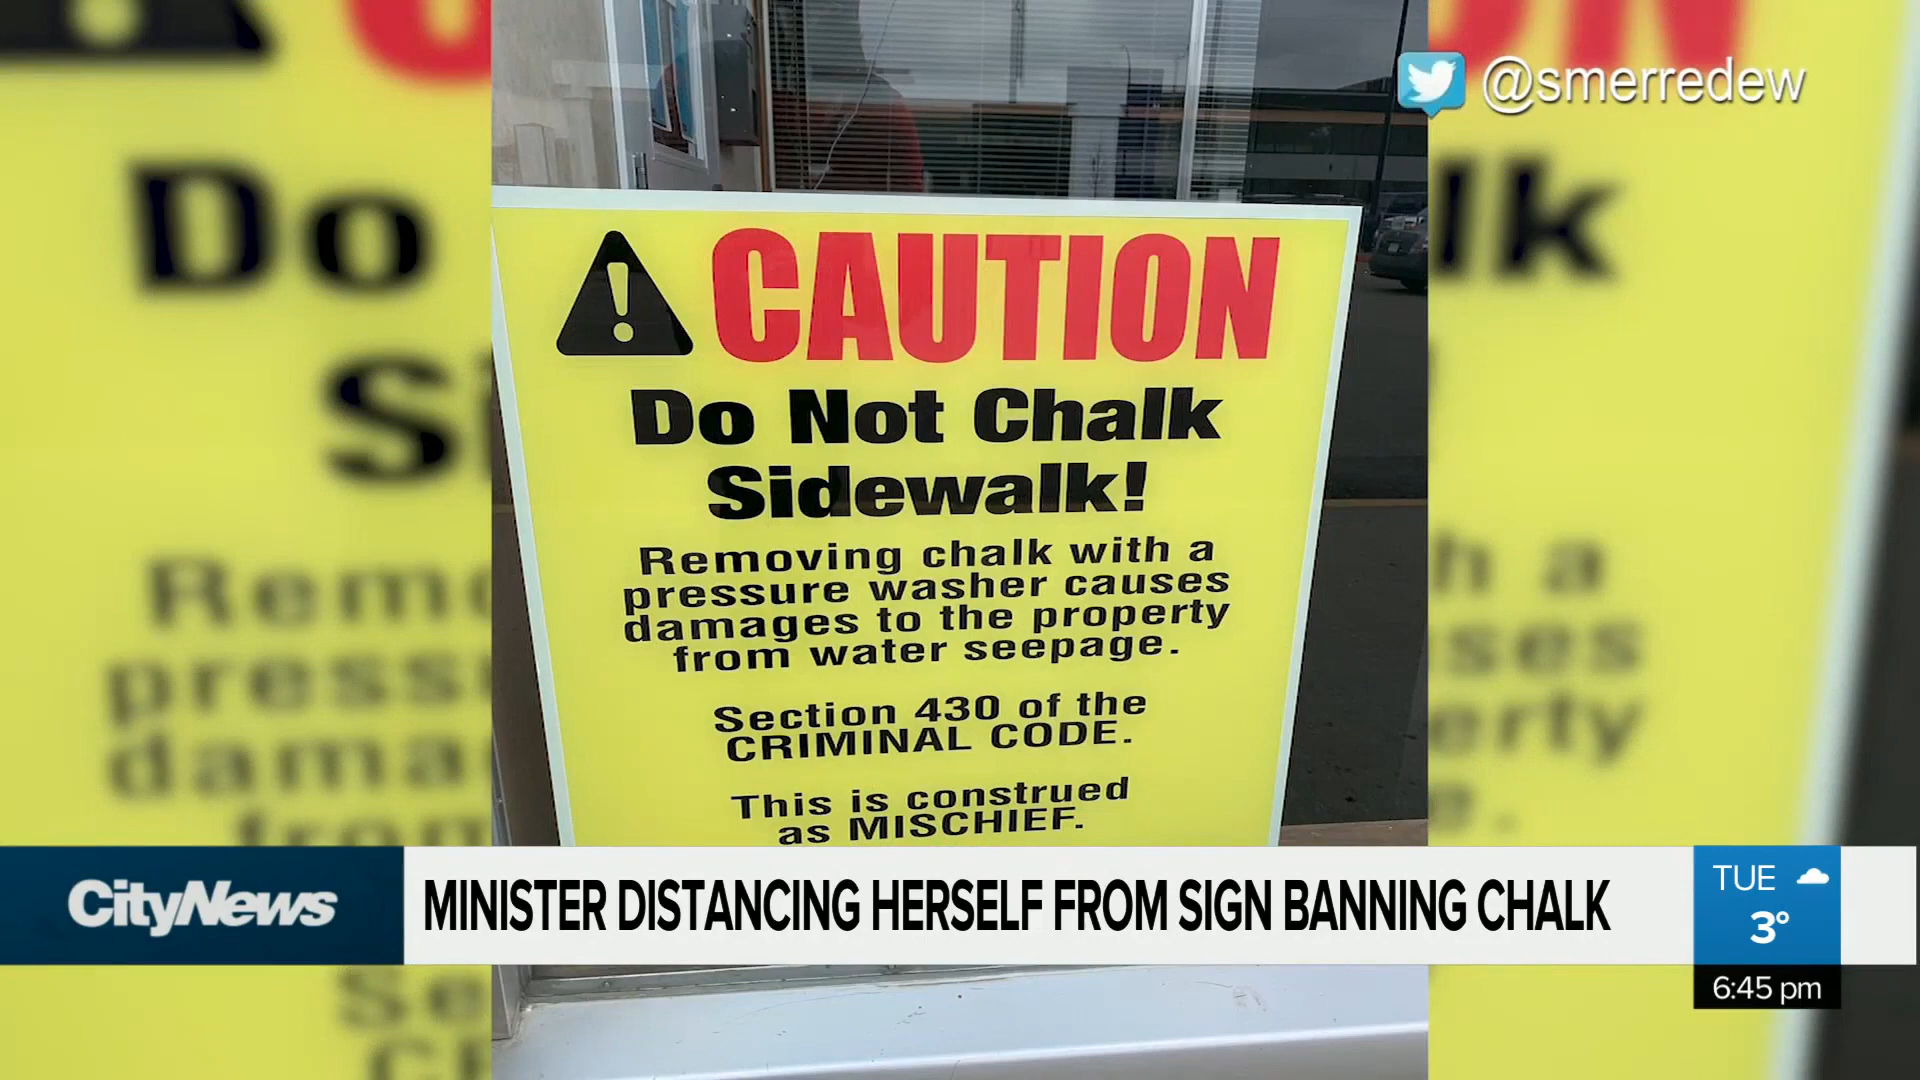 @smerredew
CAUTION
Do Not Chalk
Sidewalk!
Removing chalk with a
pressure washer causes
damages to the property
from water seepage.
Section 430 of the
CRIMINAL CODE.
This is construed
as MISCHIEF.
CityNews
MINISTER DISTANCING HERSELF FROM SIGN BANNING CHALK
TUE
3°
6:45 pm